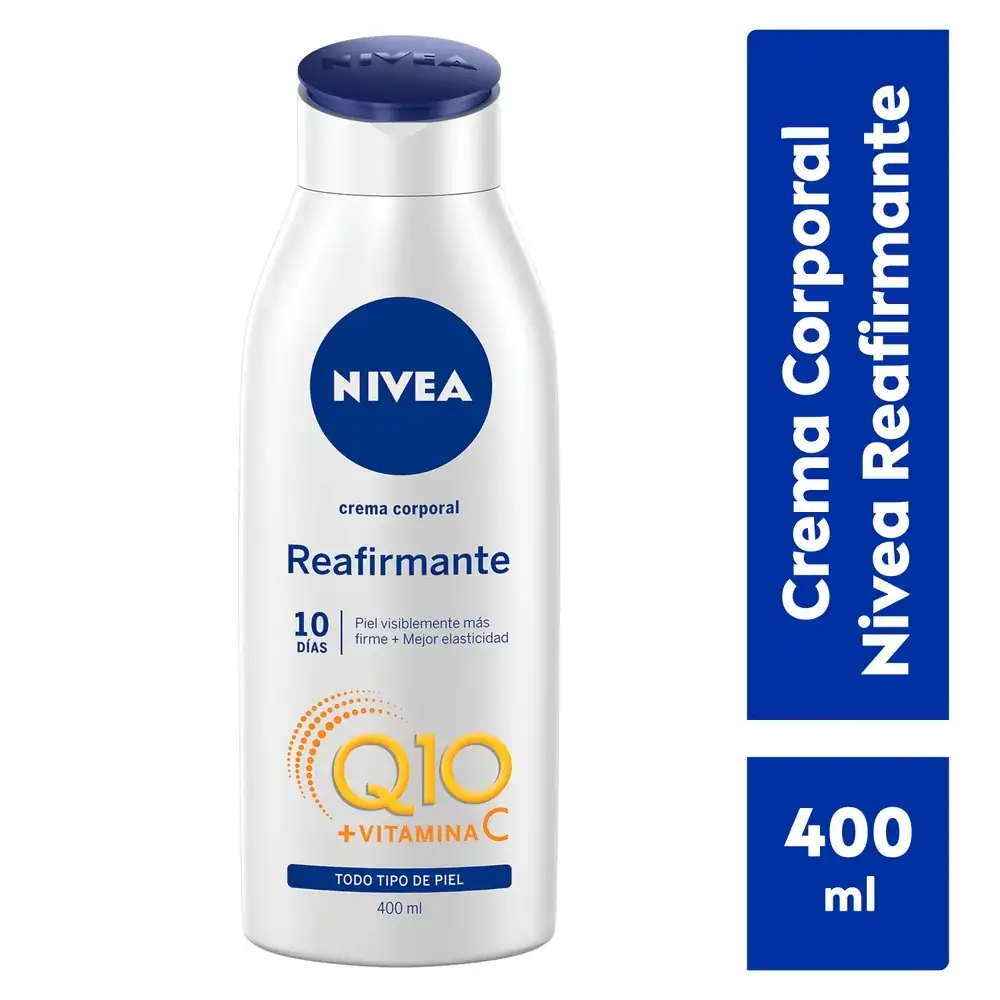 NIVEA
NIVEA
crema corporal
Reafirmante
10
DÍAS
Piel visiblemente más
firme + Mejor elasticidad
Q10
+VITAMINA C
TODO TIPO DE PIEL
400 ml
Crema Corporal
Nivea Reafirmante
400
ml